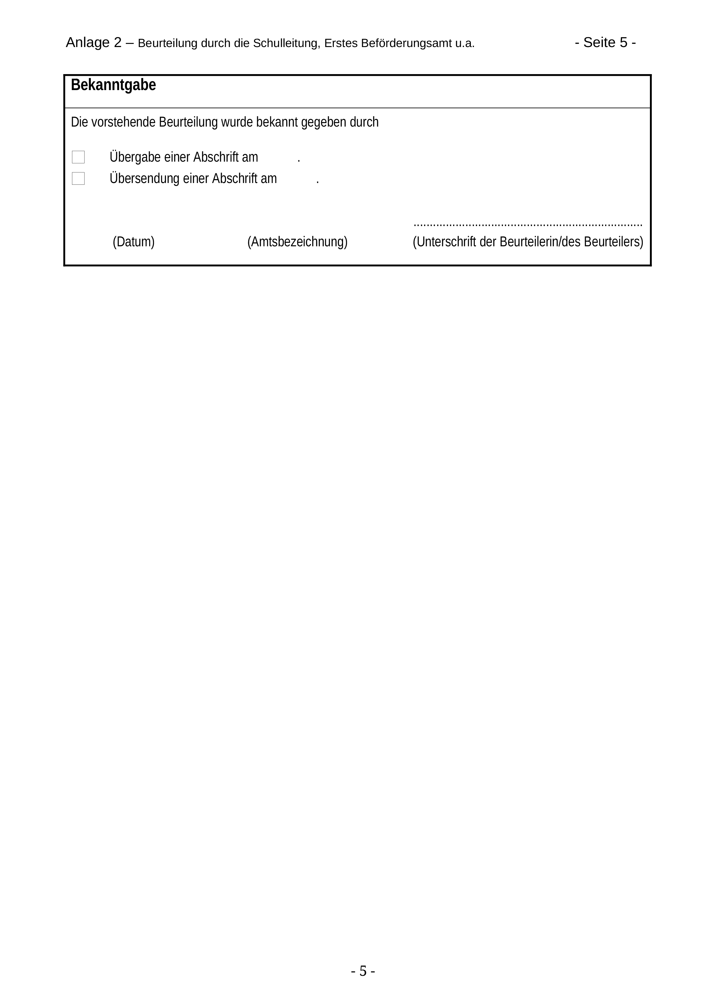 Anlage 2 – Beurteilung durch die Schulleitung, Erstes Beförderungsamt u.a. - Seite 5 -
Bekanntgabe
Die vorstehende Beurteilung wurde bekannt gegeben durch
Übergabe einer Abschrift am .
Übersendung einer Abschrift am .
.......................................................................
(Datum) (Amtsbezeichnung) (Unterschrift der Beurteilerin/des Beurteilers)
- 5 -